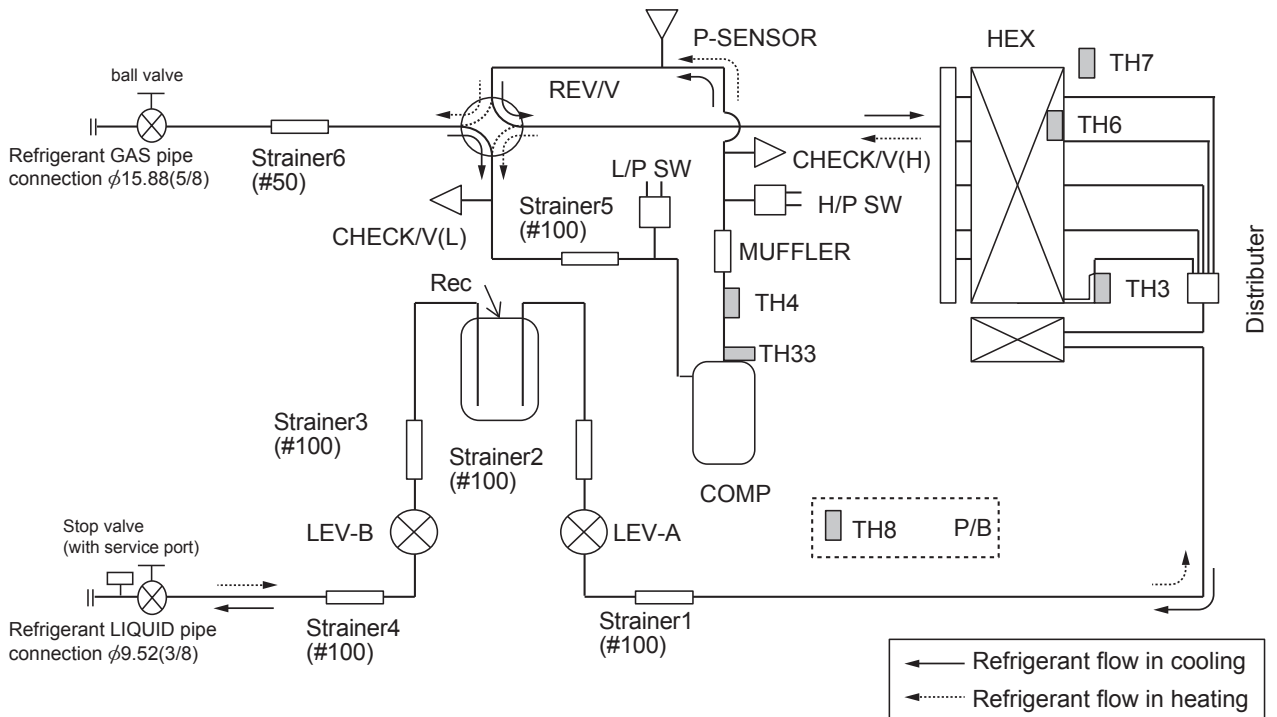 P-SENSOR
HEX
TH7
ball valve
REV/V
TH6
Refrigerant GAS pipe
connection ϕ15.88(5/8)
Strainer6
(#50)
CHECK/V(H)
L/P SW
Strainer5
(#100)
H/P SW
CHECK/V(L)
MUFFLER
Rec
TH4
TH3
Distributer
TH33
Strainer3
(#100)
Strainer2
(#100)
COMP
Stop valve
(with service port)
LEV-B
LEV-A
TH8
P/B
Refrigerant LIQUID pipe
connection ϕ9.52(3/8)
Strainer4
(#100)
Strainer1
(#100)
Refrigerant flow in cooling
Refrigerant flow in heating